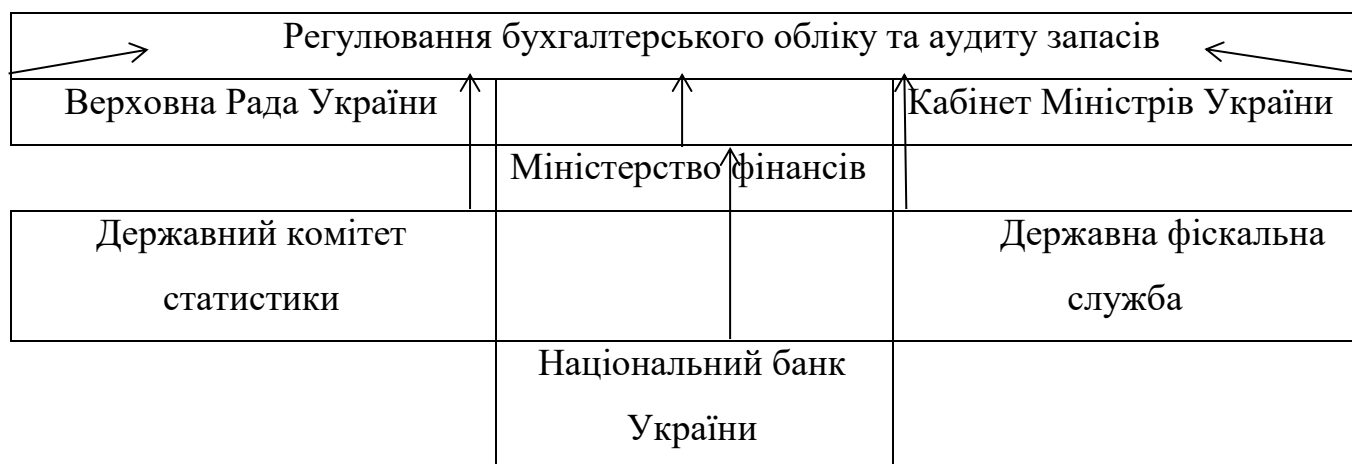 Регулювання бухгалтерського обліку та аудиту запасів
Верховна Рада України
Кабінет Міністрів України
Міністерство фінансів
Державний комітет
статистики
Державна фіскальна
служба
Національний банк
України